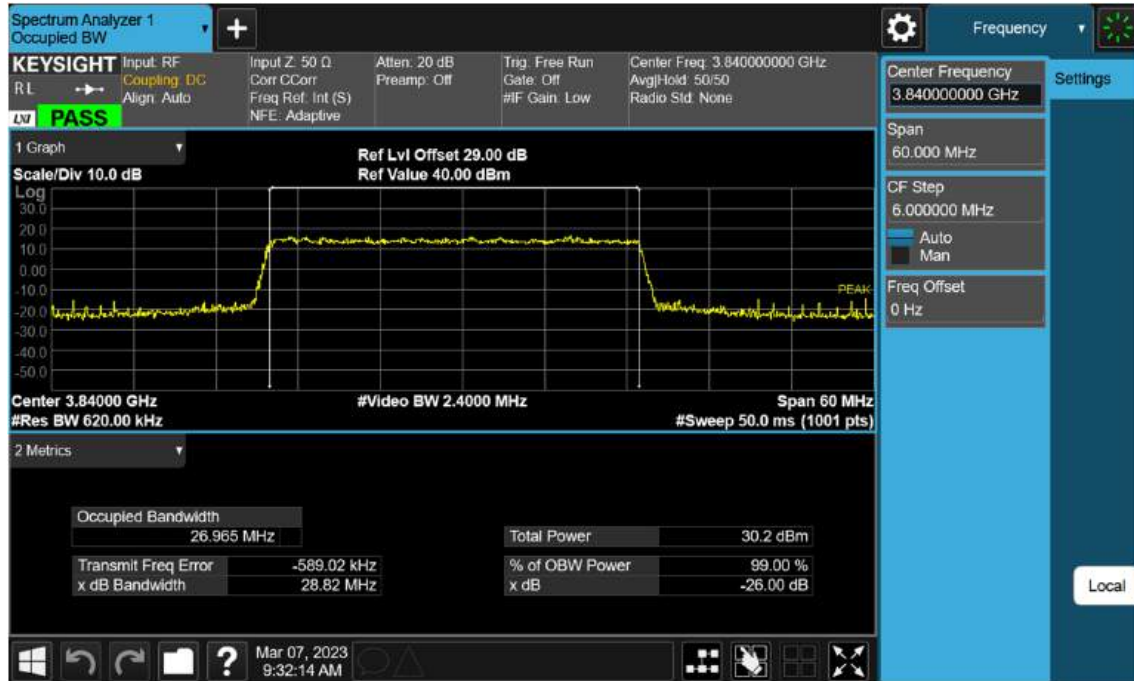 Spectrum Analyzer 1
Occupied BW
+
Frequency
KEYSIGHT
RL
LXI PASS
Input: RF
Coupling: DC
Align: Auto
Input Z: 50 Ω
Corr CCorr
Freq Ref: Int (S)
NFE: Adaptive
Atten: 20 dB
Preamp: Off
Trig: Free Run
Gate: Off
#IF Gain: Low
Center Freq: 3.840000000 GHz
Avg|Hold: 50/50
Radio Std: None
1 Graph
Scale/Div 10.0 dB
Ref Lvl Offset 29.00 dB
Ref Value 40.00 dBm
Log
30.0
20.0
10.0
0.00
-10.0
-20.0
-30.0
-40.0
-50.0
PEAK
Center 3.84000 GHz
#Video BW 2.4000 MHz
Span 60 MHz
#Res BW 620.00 kHz
#Sweep 50.0 ms (1001 pts)
2 Metrics
Occupied Bandwidth
26.965 MHz
Total Power 30.2 dBm
Transmit Freq Error -589.02 kHz
% of OBW Power 99.00 %
x dB Bandwidth 28.82 MHz
x dB -26.00 dB
?
Mar 07, 2023
9:32:14 AM
Center Frequency
3.840000000 GHz
Settings
Span
60.000 MHz
CF Step
6.000000 MHz
Auto
Man
Freq Offset
0 Hz
Local